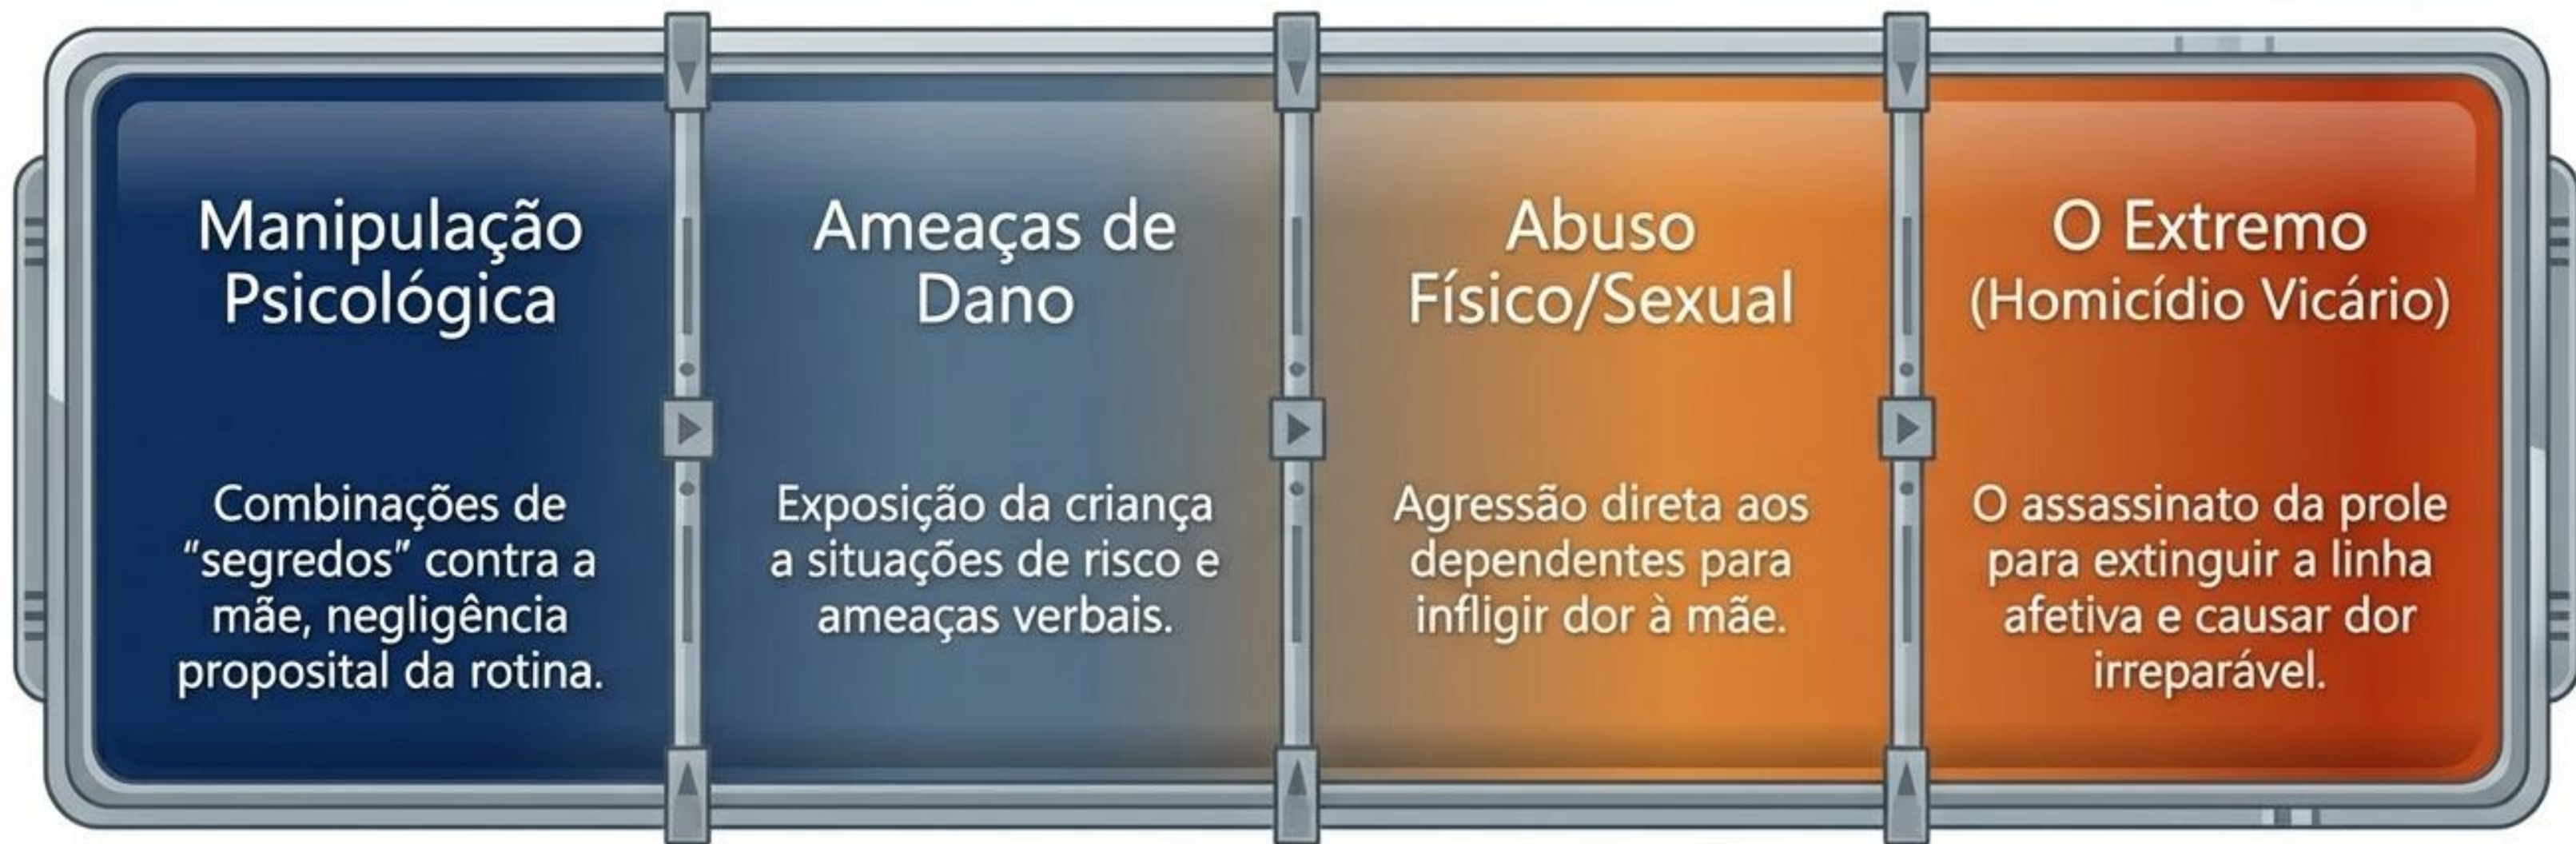 Manipulação
Psicológica
Combinações de
“segredos” contra a
mãe, negligência
proposital da rotina.
Ameaças de
Dano
Exposição da criança
a situações de risco e
ameaças verbais.
Abuso
Físico/Sexual
Agressão direta aos
dependentes para
infligir dor à mãe.
O Extremo
(Homicídio Vicário)
O assassinato da prole
para extinguir a linha
afetiva e causar dor
irreparável.